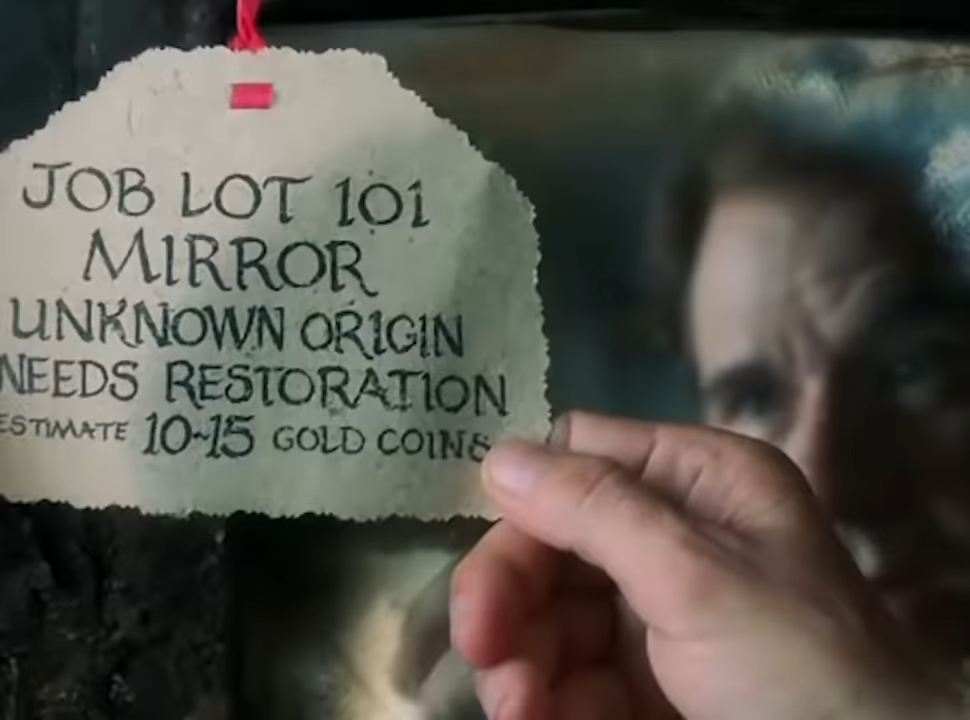 JOB LOT 101
MIRROR
UNKNOWN ORIGIN
NEEDS RESTORATION
ESTIMATE 10-15 GOLD COINS